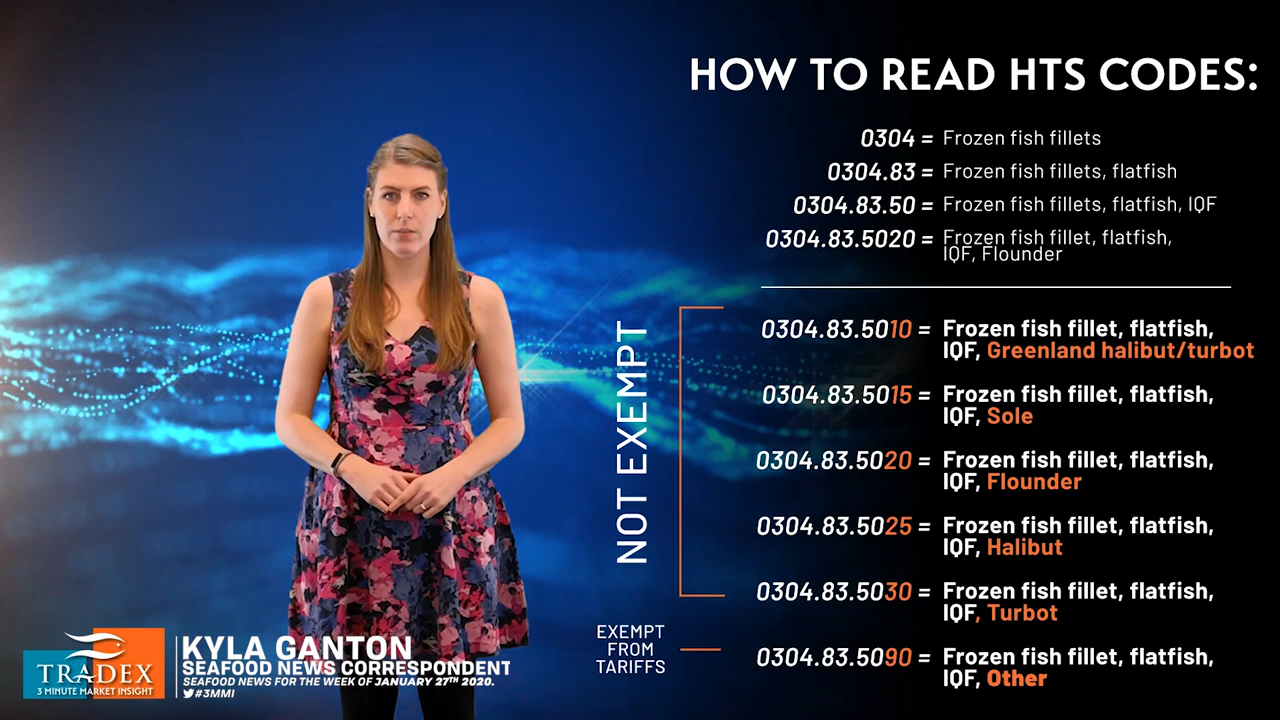 HOW TO READ HTS CODES:
0304 = Frozen fish fillets
0304.83 = Frozen fish fillets, flatfish
0304.83.50 = Frozen fish fillets, flatfish, IQF
0304.83.5020 = Frozen fish fillet, flatfish,
IQF, Flounder
NOT EXEMPT
0304.83.5010 = Frozen fish fillet, flatfish,
IQF, Greenland halibut/turbot
0304.83.5015 = Frozen fish fillet, flatfish,
IQF, Sole
0304.83.5020 = Frozen fish fillet, flatfish,
IQF, Flounder
0304.83.5025 = Frozen fish fillet, flatfish,
IQF, Halibut
0304.83.5030 = Frozen fish fillet, flatfish,
IQF, Turbot
EXEMPT
FROM
TARIFFS
0304.83.5090 = Frozen fish fillet, flatfish,
IQF, Other
TRADEX
3 MINUTE MARKET INSIGHT
KYLA GANTON
SEAFOOD NEWS CORRESPONDENT
SEAFOOD NEWS FOR THE WEEK OF JANUARY 27TH 2020.
#3MMI